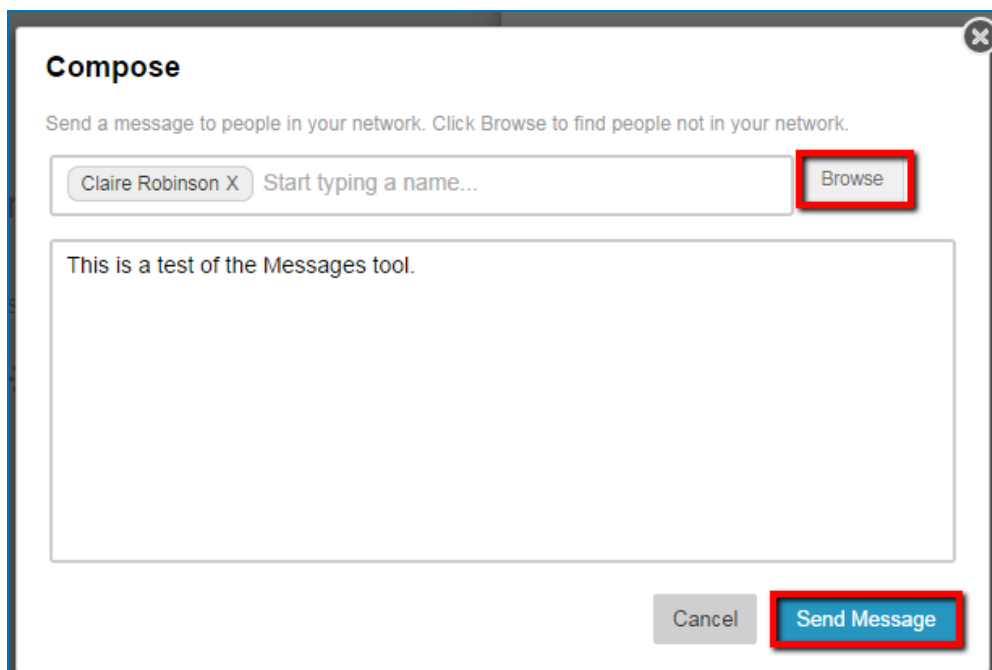 Compose
Send a message to people in your network. Click Browse to find people not in your network.
Claire Robinson X Start typing a name... Browse
This is a test of the Messages tool.
Cancel Send Message